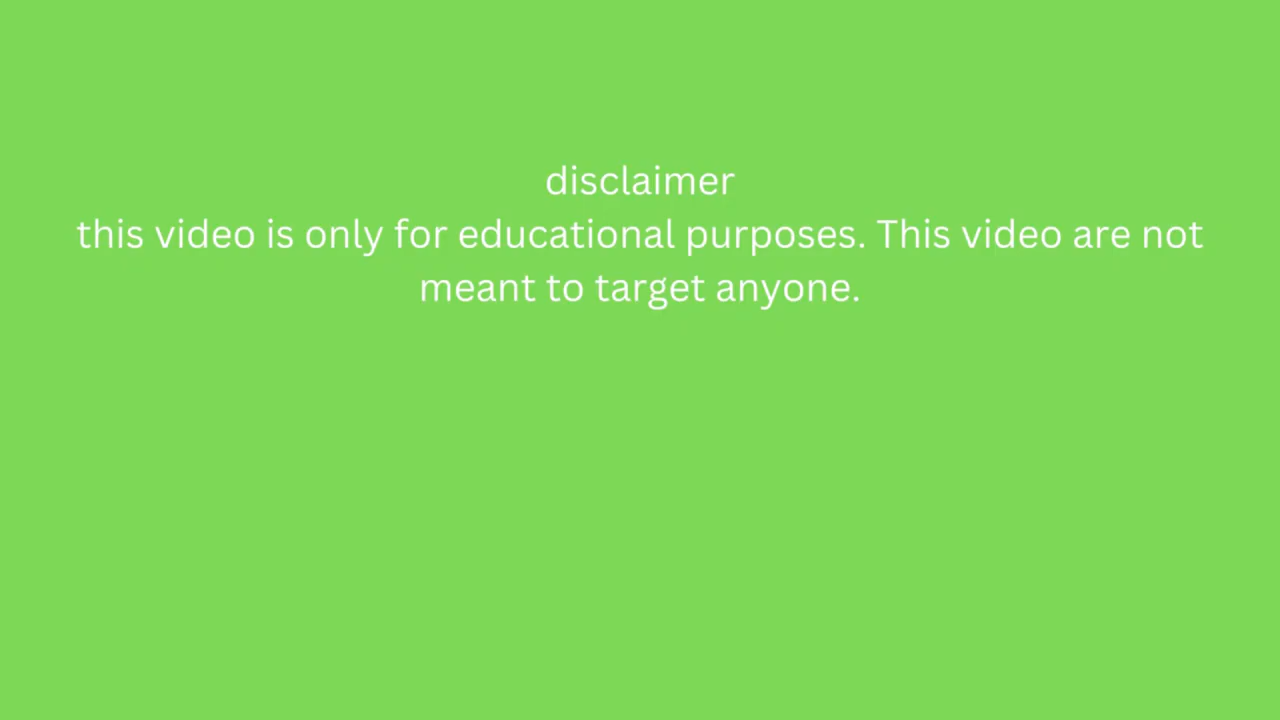 disclaimer
this video is only for educational purposes. This video are not
meant to target anyone.